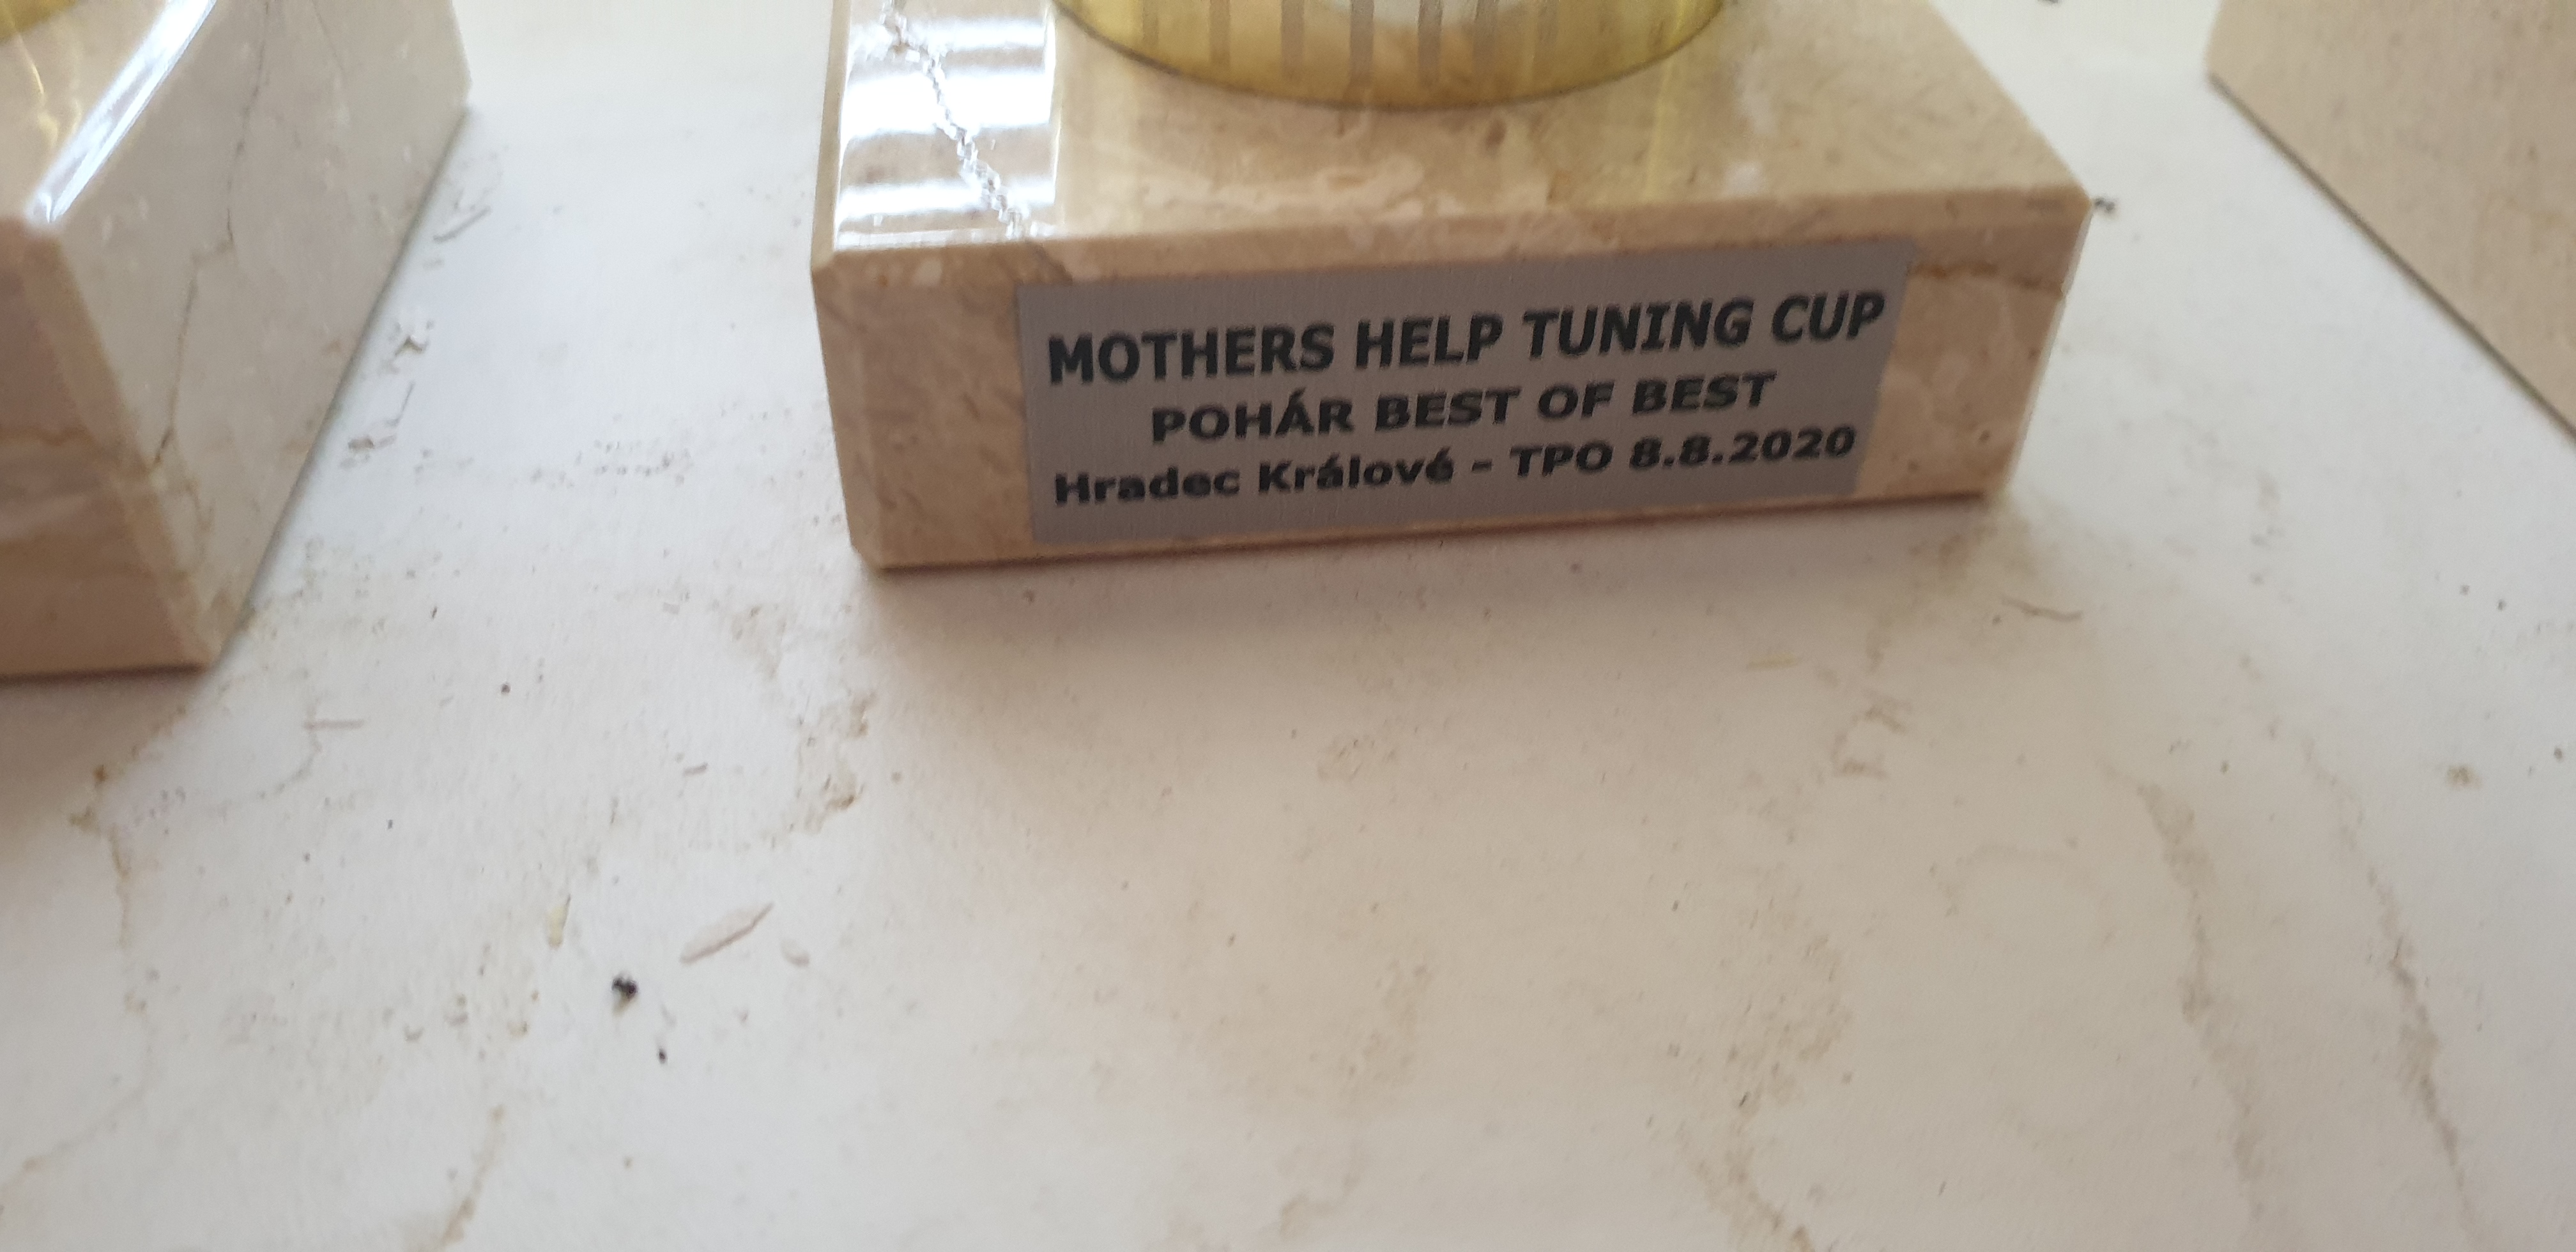 MOTHERS HELP TUNING CUP
POHÁR BEST OF BEST
Hradec Králové - TPO 8.8.2020